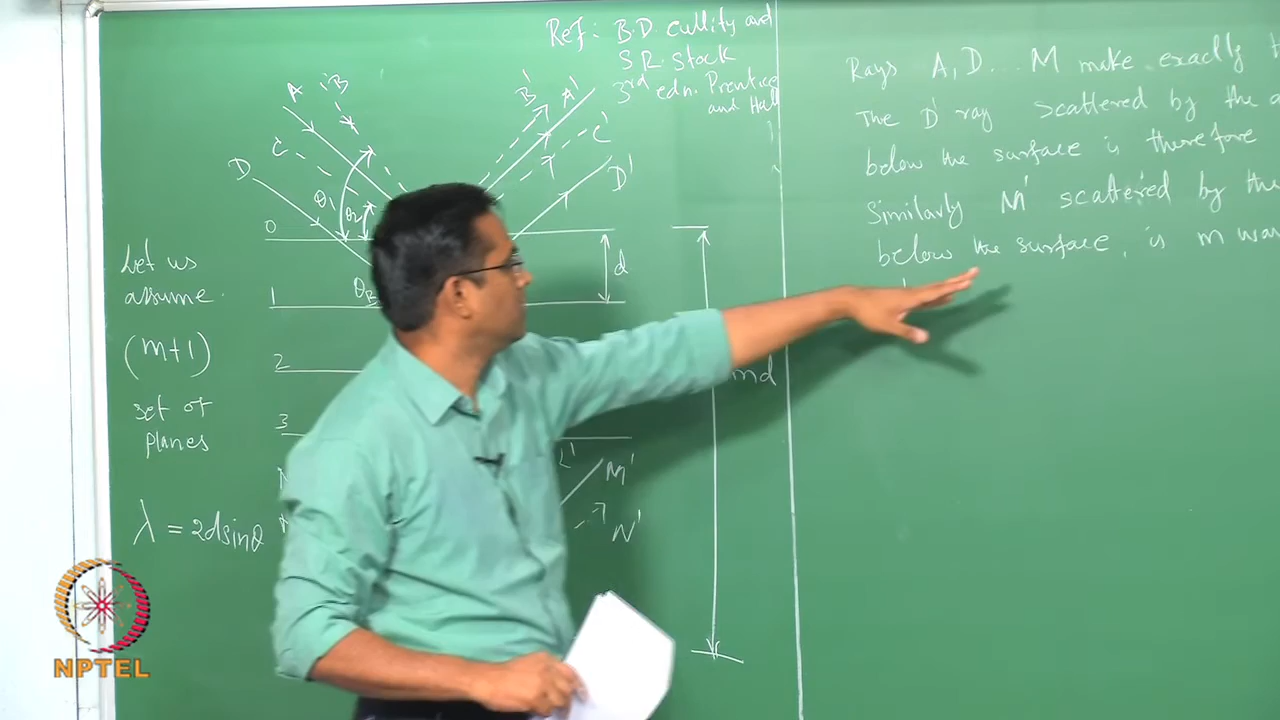 Ref: B.D. Cullity and
S.R. Stock
3rd edn. Prentice
and Hall
A
B
C
D
θ1
θ2
B'
A'
C'
D'
0
1
2
3
θB
d
Let us
assume.
(m+1)
set of
planes
λ = 2dsinθ
L'
M'
N'
md
Rays A, D ... M make exactly
The D' ray scattered by the
below the surface is therefore
Similarly M' scattered by the
below the surface, is m
NPTEL